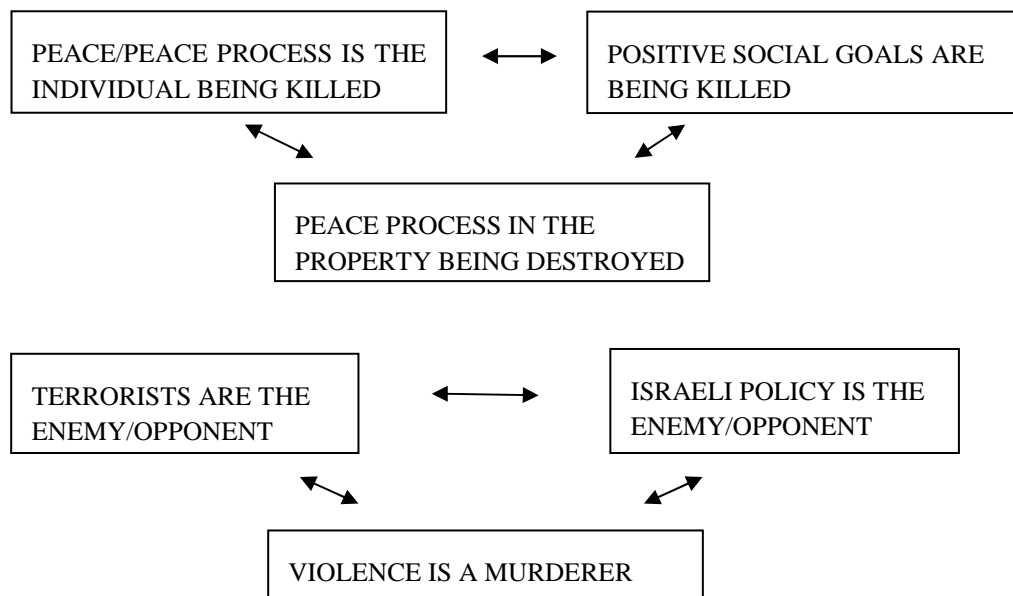 PEACE/PEACE PROCESS IS THE
INDIVIDUAL BEING KILLED
POSITIVE SOCIAL GOALS ARE
BEING KILLED
PEACE PROCESS IN THE
PROPERTY BEING DESTROYED
TERRORISTS ARE THE
ENEMY/OPPONENT
ISRAELI POLICY IS THE
ENEMY/OPPONENT
VIOLENCE IS A MURDERER